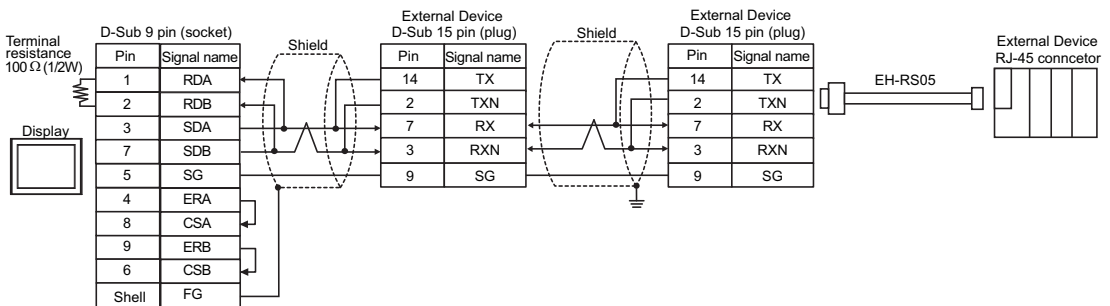 Terminal
resistance
100 Ω (1/2W)
D-Sub 9 pin (socket)
Pin Signal name
1 RDA
2 RDB
3 SDA
7 SDB
5 SG
4 ERA
8 CSA
9 ERB
6 CSB
Shell FG
Display
Shield
External Device
D-Sub 15 pin (plug)
Pin Signal name
14 TX
2 TXN
7 RX
3 RXN
9 SG
Shield
External Device
D-Sub 15 pin (plug)
Pin Signal name
14 TX
2 TXN
7 RX
3 RXN
9 SG
EH-RS05
External Device
RJ-45 conncetor